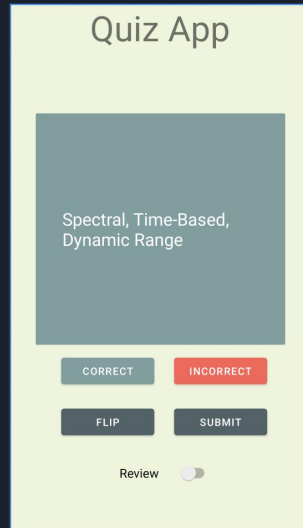 Quiz App
Spectral, Time-Based,
Dynamic Range
CORRECT
INCORRECT
FLIP
SUBMIT
Review